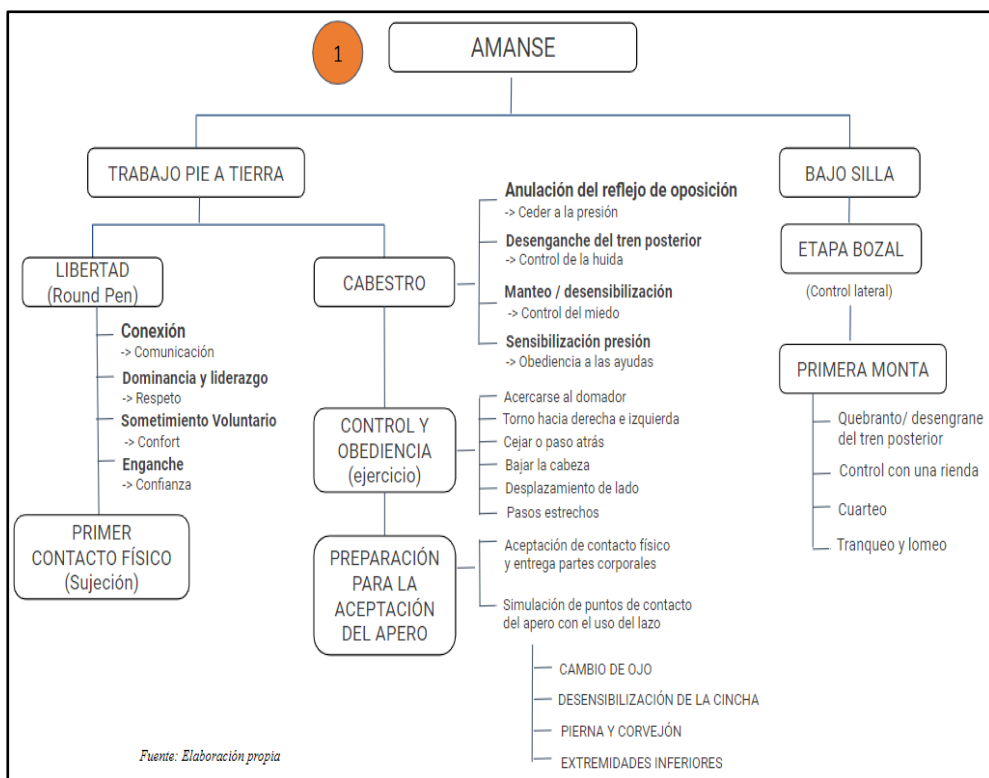 1
AMANSE
TRABAJO PIE A TIERRA
BAJO SILLA
LIBERTAD
(Round Pen)
Conexión
-> Comunicación
Dominancia y liderazgo
-> Respeto
Sometimiento Voluntario
-> Confort
Enganche
-> Confianza
PRIMER
CONTACTO FÍSICO
(Sujeción)
CABESTRO
Anulación del reflejo de oposición
-> Ceder a la presión
Desenganche del tren posterior
-> Control de la huida
Manteo / desensibilización
-> Control del miedo
Sensibilización presión
-> Obediencia a las ayudas
CONTROL Y
OBEDIENCIA
(ejercicio)
Acercarse al domador
Torno hacia derecha e izquierda
Cejar o paso atrás
Bajar la cabeza
Desplazamiento de lado
Pasos estrechos
PREPARACIÓN
PARA LA
ACEPTACIÓN
DEL APERO
Aceptación de contacto físico
y entrega partes corporales
Simulación de puntos de contacto
del apero con el uso del lazo
CAMBIO DE OJO
DESENSIBILIZACIÓN DE LA CINCHA
PIERNA Y CORVEJÓN
EXTREMIDADES INFERIORES
ETAPA BOZAL
(Control lateral)
PRIMERA MONTA
Quebranto/ desengrane
del tren posterior
Control con una rienda
Cuarteo
Tranqueo y lomeo
Fuente: Elaboración propia